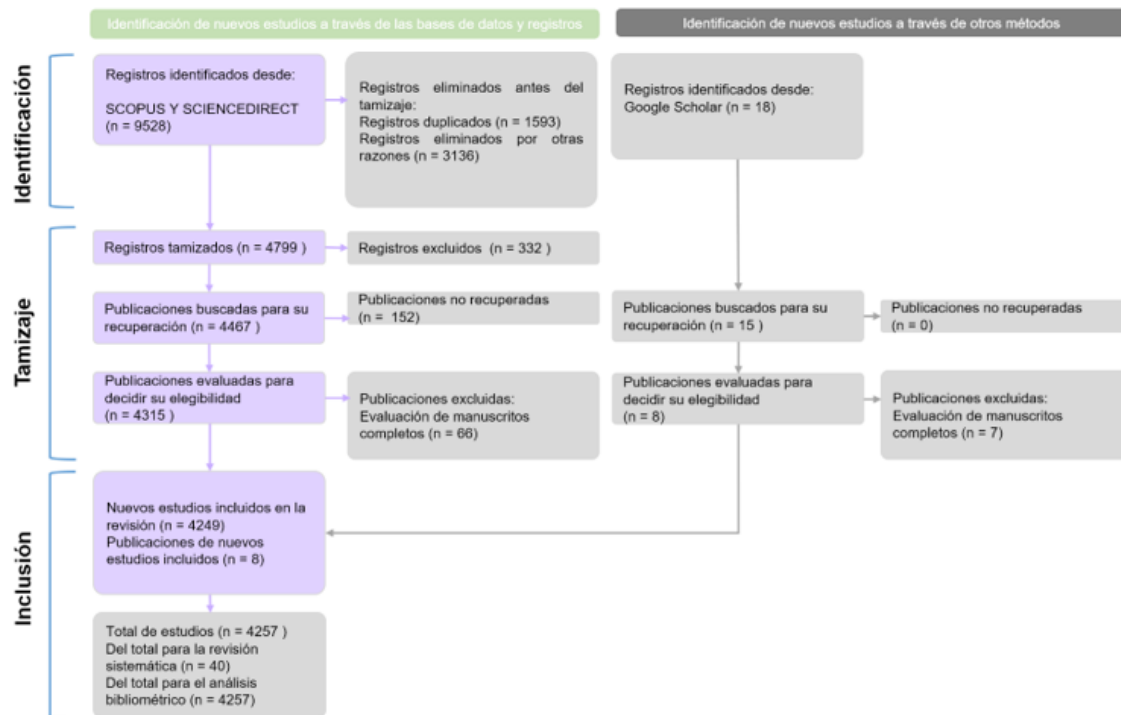 Identificación de nuevos estudios a través de las bases de datos y registros
Identificación de nuevos estudios a través de otros métodos
Identificación
Registros identificados desde:
SCOPUS Y SCIENCEDIRECT
(n = 9528)
Registros eliminados antes del
tamizaje:
Registros duplicados (n = 1593)
Registros eliminados por otras
razones (n = 3136)
Registros identificados desde:
Google Scholar (n = 18)
Tamizaje
Registros tamizados (n = 4799 )
Registros excluidos (n = 332 )
Publicaciones buscadas para su
recuperación (n = 4467 )
Publicaciones no recuperadas
(n = 152)
Publicaciones buscados para su
recuperación (n = 15 )
Publicaciones no recuperadas
(n = 0)
Publicaciones evaluadas para
decidir su elegibilidad
(n = 4315 )
Publicaciones excluidas:
Evaluación de manuscritos
completos (n = 66)
Publicaciones evaluadas para
decidir su elegibilidad
(n = 8)
Publicaciones excluidas:
Evaluación de manuscritos
completos (n = 7)
Inclusión
Nuevos estudios incluidos en la
revisión (n = 4249)
Publicaciones de nuevos
estudios incluidos (n = 8)
Total de estudios (n = 4257 )
Del total para la revisión
sistemática (n = 40)
Del total para el análisis
bibliométrico (n = 4257)